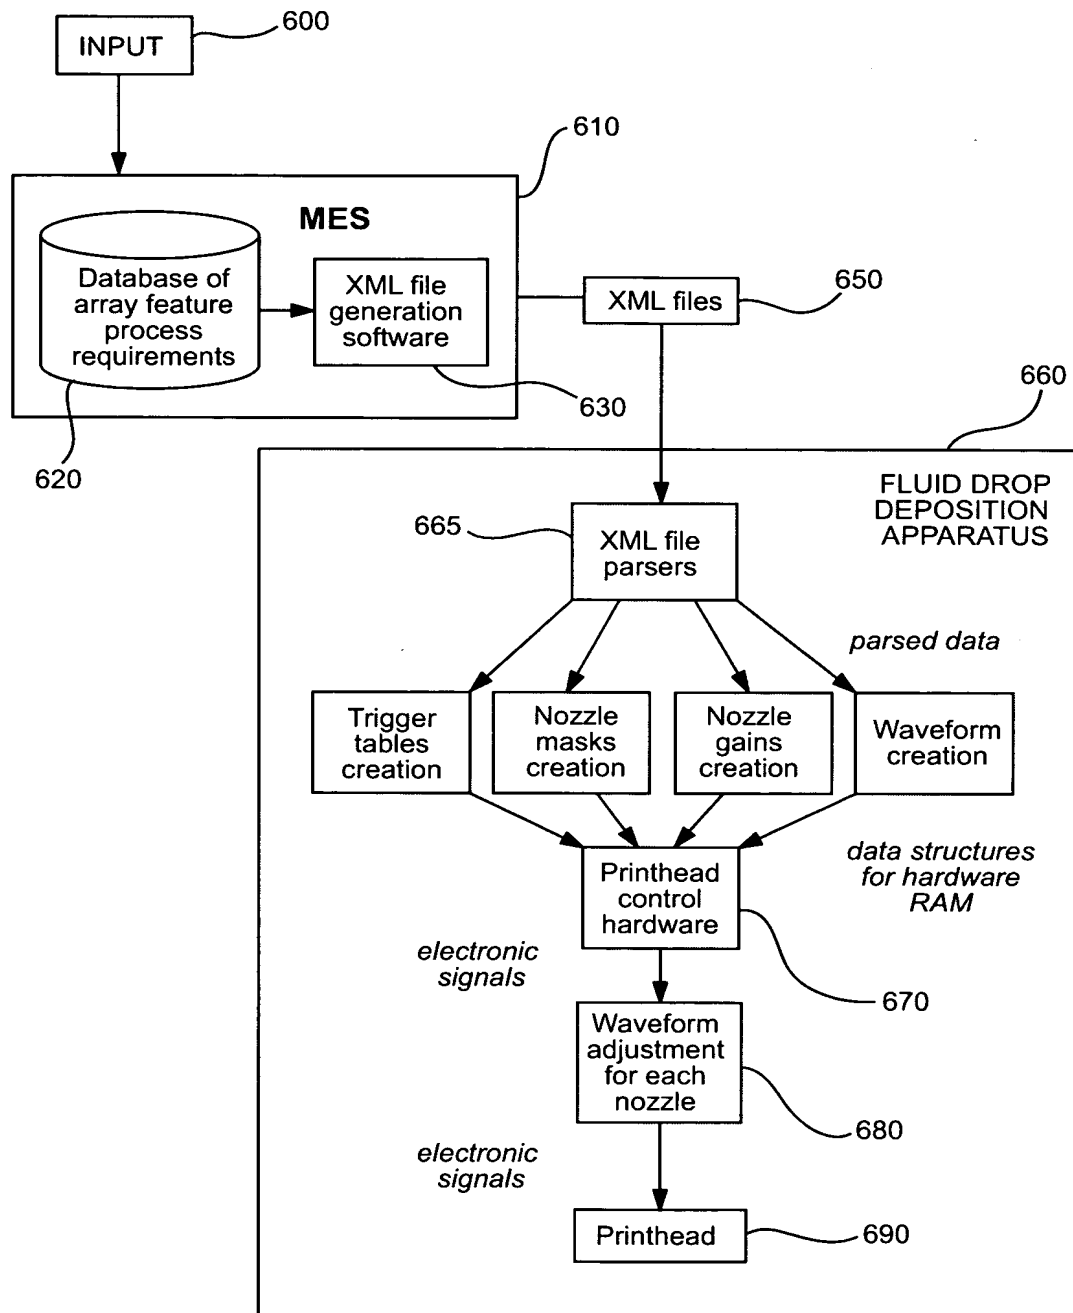 600
INPUT
610
MES
Database of
array feature
process
requirements
XML file
generation
software
XML files
650
630
620
660
FLUID DROP
DEPOSITION
APPARATUS
665
XML file
parsers
parsed data
Trigger
tables
creation
Nozzle
masks
creation
Nozzle
gains
creation
Waveform
creation
Printhead
control
hardware
data structures
for hardware
RAM
electronic
signals
670
Waveform
adjustment
for each
nozzle
680
electronic
signals
Printhead
690